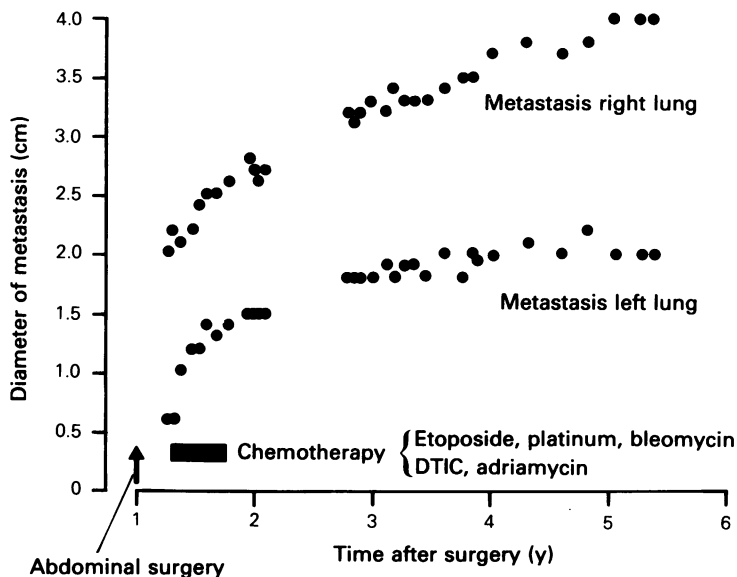 Diameter of metastasis (cm)
4.0
3.5
3.0
2.5
2.0
1.5
1.0
0.5
0
Metastasis right lung
Metastasis left lung
Chemotherapy
Etoposide, platinum, bleomycin
DTIC, adriamycin
1 2 3 4 5 6
Abdominal surgery
Time after surgery (y)